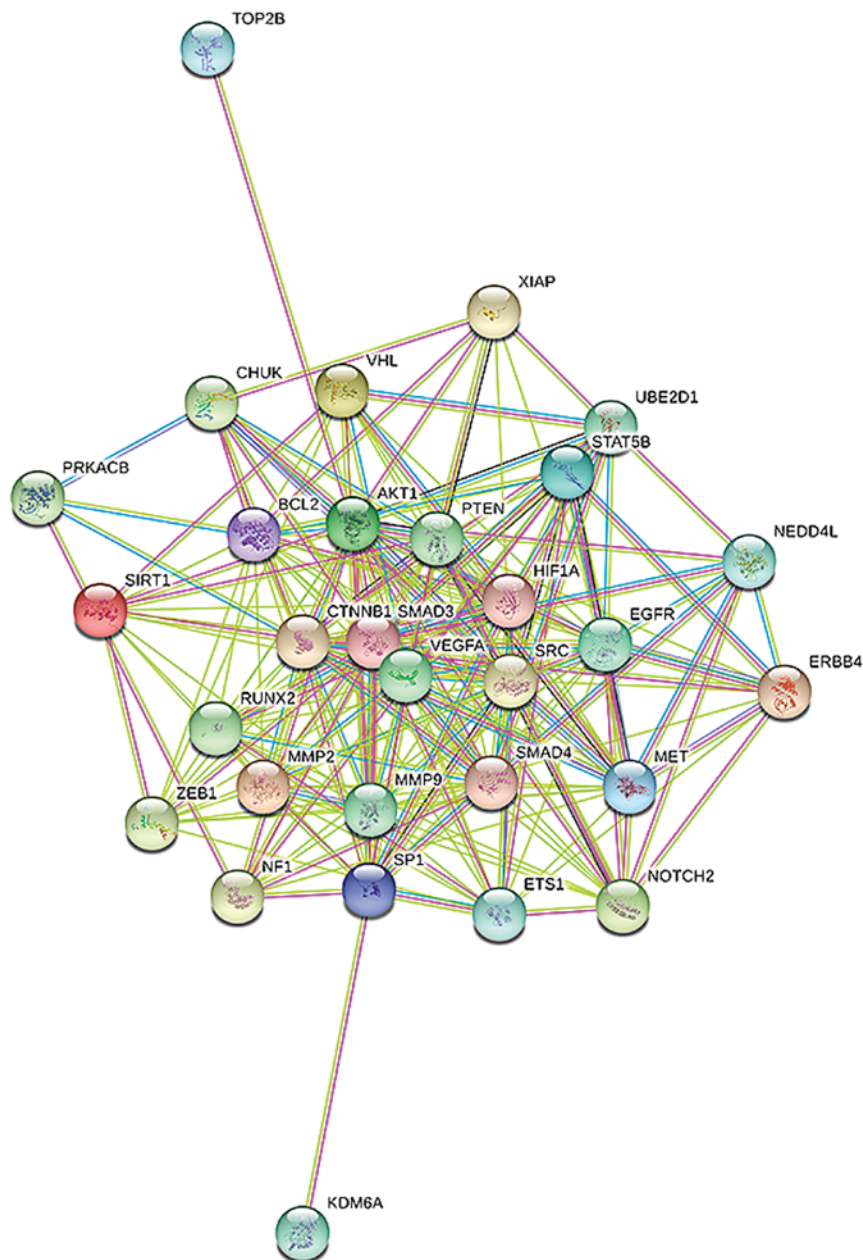 TOP2B
XIAP
VHL
CHUK
UBE2D1
STAT5B
PRKACB
BCL2
AKT1
PTEN
NEDD4L
HIF1A
SIRT1
CTNNB1
SMAD3
EGFR
VEGFA
SRC
ERBB4
RUNX2
MMP2
SMAD4
MET
ZEB1
MMP9
NF1
SP1
ETS1
NOTCH2
KDM6A